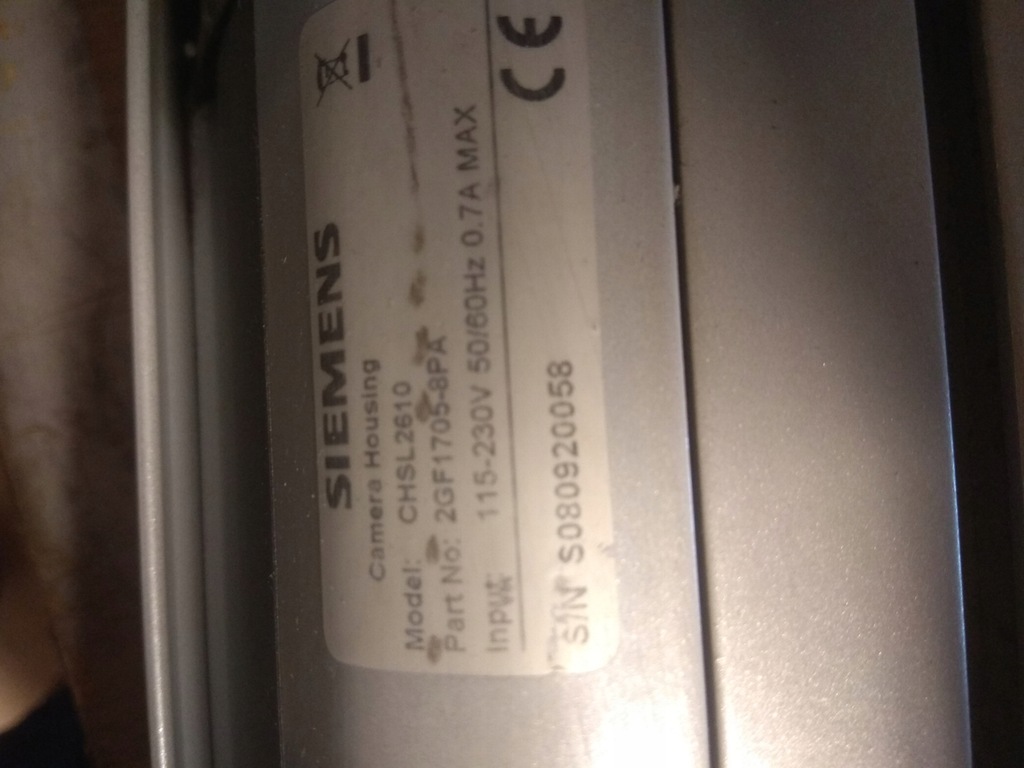 SIEMENS
Camera Housing
Model: CHSL2610
Part No: 2GF1705-8PA
Input: 115-230V 50/60Hz 0.7A MAX
S/N S080920058
CE